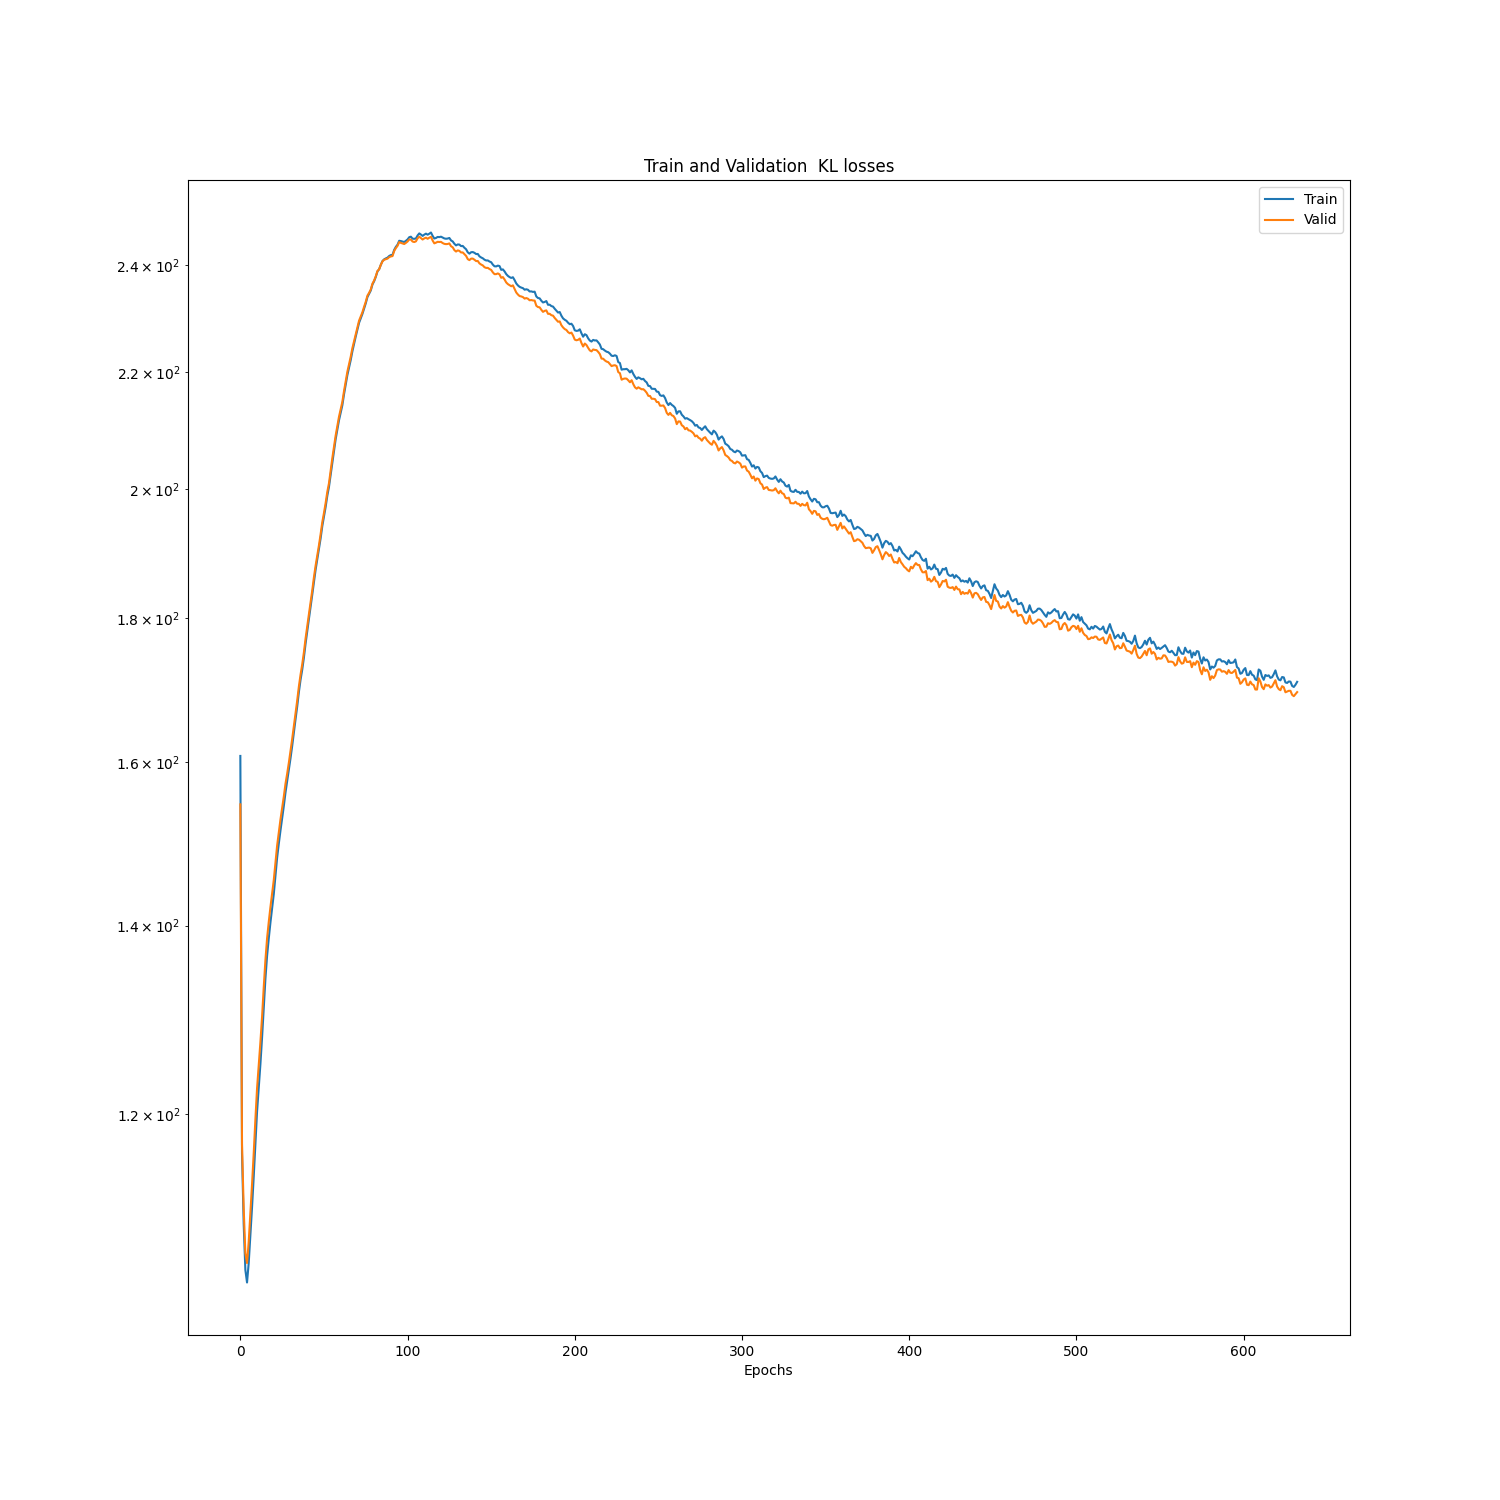 Train and Validation  KL losses
Train
Valid
2.4 × 10²
2.2 × 10²
2 × 10²
1.8 × 10²
1.6 × 10²
1.4 × 10²
1.2 × 10²
0 100 200 300 400 500 600
Epochs